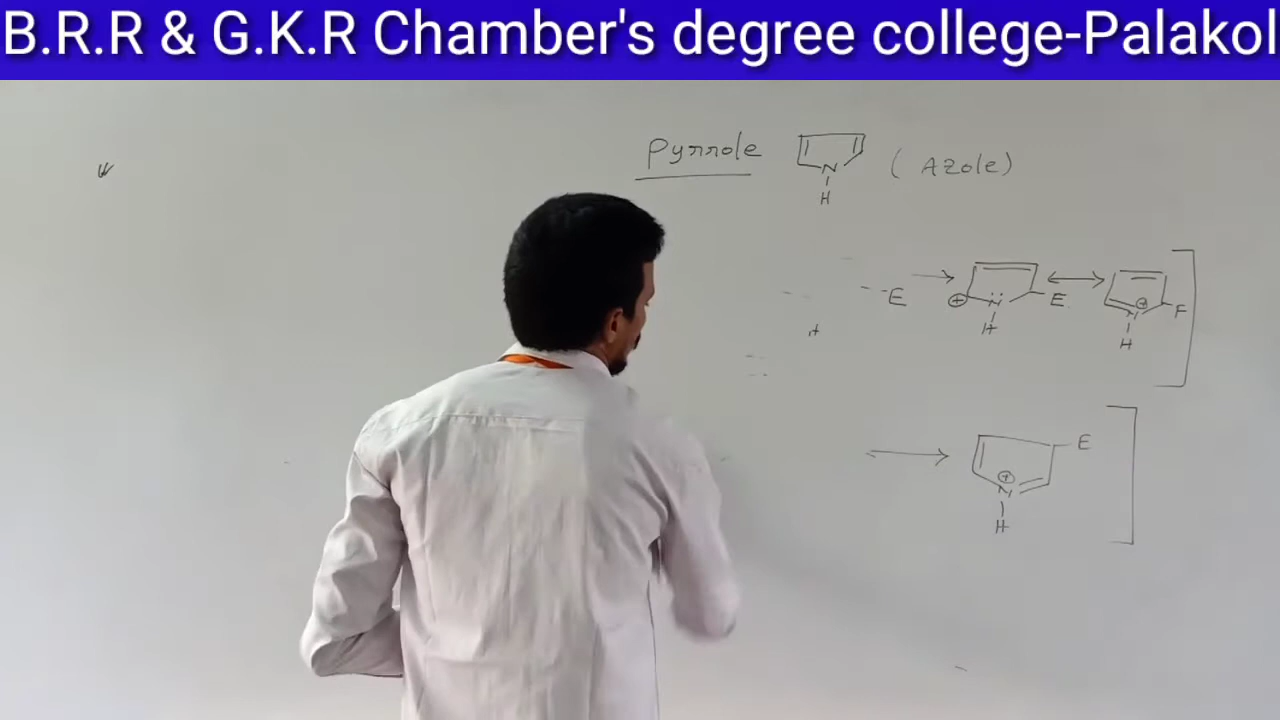 B.R.R & G.K.R Chamber's degree college-Palakol
Pyrrole N H (Azole)
E → ⊕ N̈ H E ↔ N ⊕ H F
+
→ ⊕ N H E